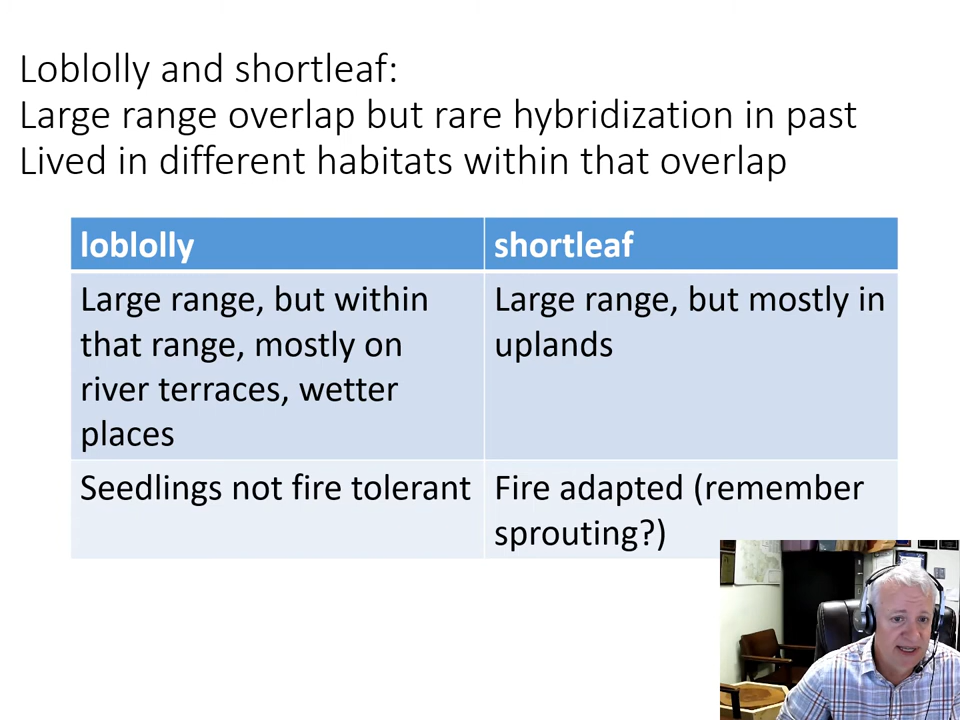 Loblolly and shortleaf:
Large range overlap but rare hybridization in past
Lived in different habitats within that overlap
loblolly
shortleaf
Large range, but within
that range, mostly on
river terraces, wetter
places
Large range, but mostly in
uplands
Seedlings not fire tolerant
Fire adapted (remember
sprouting?)